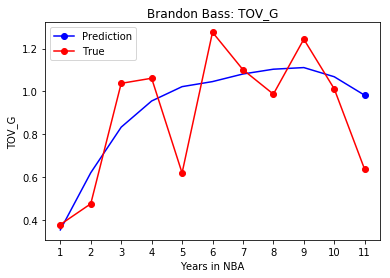 Brandon Bass: TOV_G
Prediction
True
TOV_G
1.2
1.0
0.8
0.6
0.4
1 2 3 4 5 6 7 8 9 10 11
Years in NBA